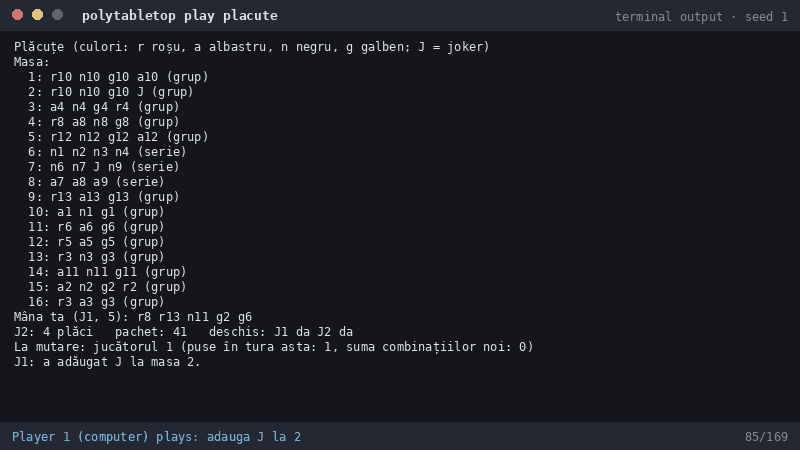 polytabletop play placute
terminal output · seed 1
Plăcuțe (culori: r roșu, a albastru, n negru, g galben; J = joker)
Masa:
1: r10 n10 g10 a10 (grup)
2: r10 n10 g10 J (grup)
3: a4 n4 g4 r4 (grup)
4: r8 a8 n8 g8 (grup)
5: r12 n12 g12 a12 (grup)
6: n1 n2 n3 n4 (serie)
7: n6 n7 J n9 (serie)
8: a7 a8 a9 (serie)
9: r13 a13 g13 (grup)
10: a1 n1 g1 (grup)
11: r6 a6 g6 (grup)
12: r5 a5 g5 (grup)
13: r3 n3 g3 (grup)
14: a11 n11 g11 (grup)
15: a2 n2 g2 r2 (grup)
16: r3 a3 g3 (grup)
Mâna ta (J1, 5): r8 r13 n11 g2 g6
J2: 4 plăci   pachet: 41   deschis: J1 da J2 da
La mutare: jucătorul 1 (puse în tura asta: 1, suma combinațiilor noi: 0)
J1: a adăugat J la masa 2.
Player 1 (computer) plays: adauga J la 2
85/169